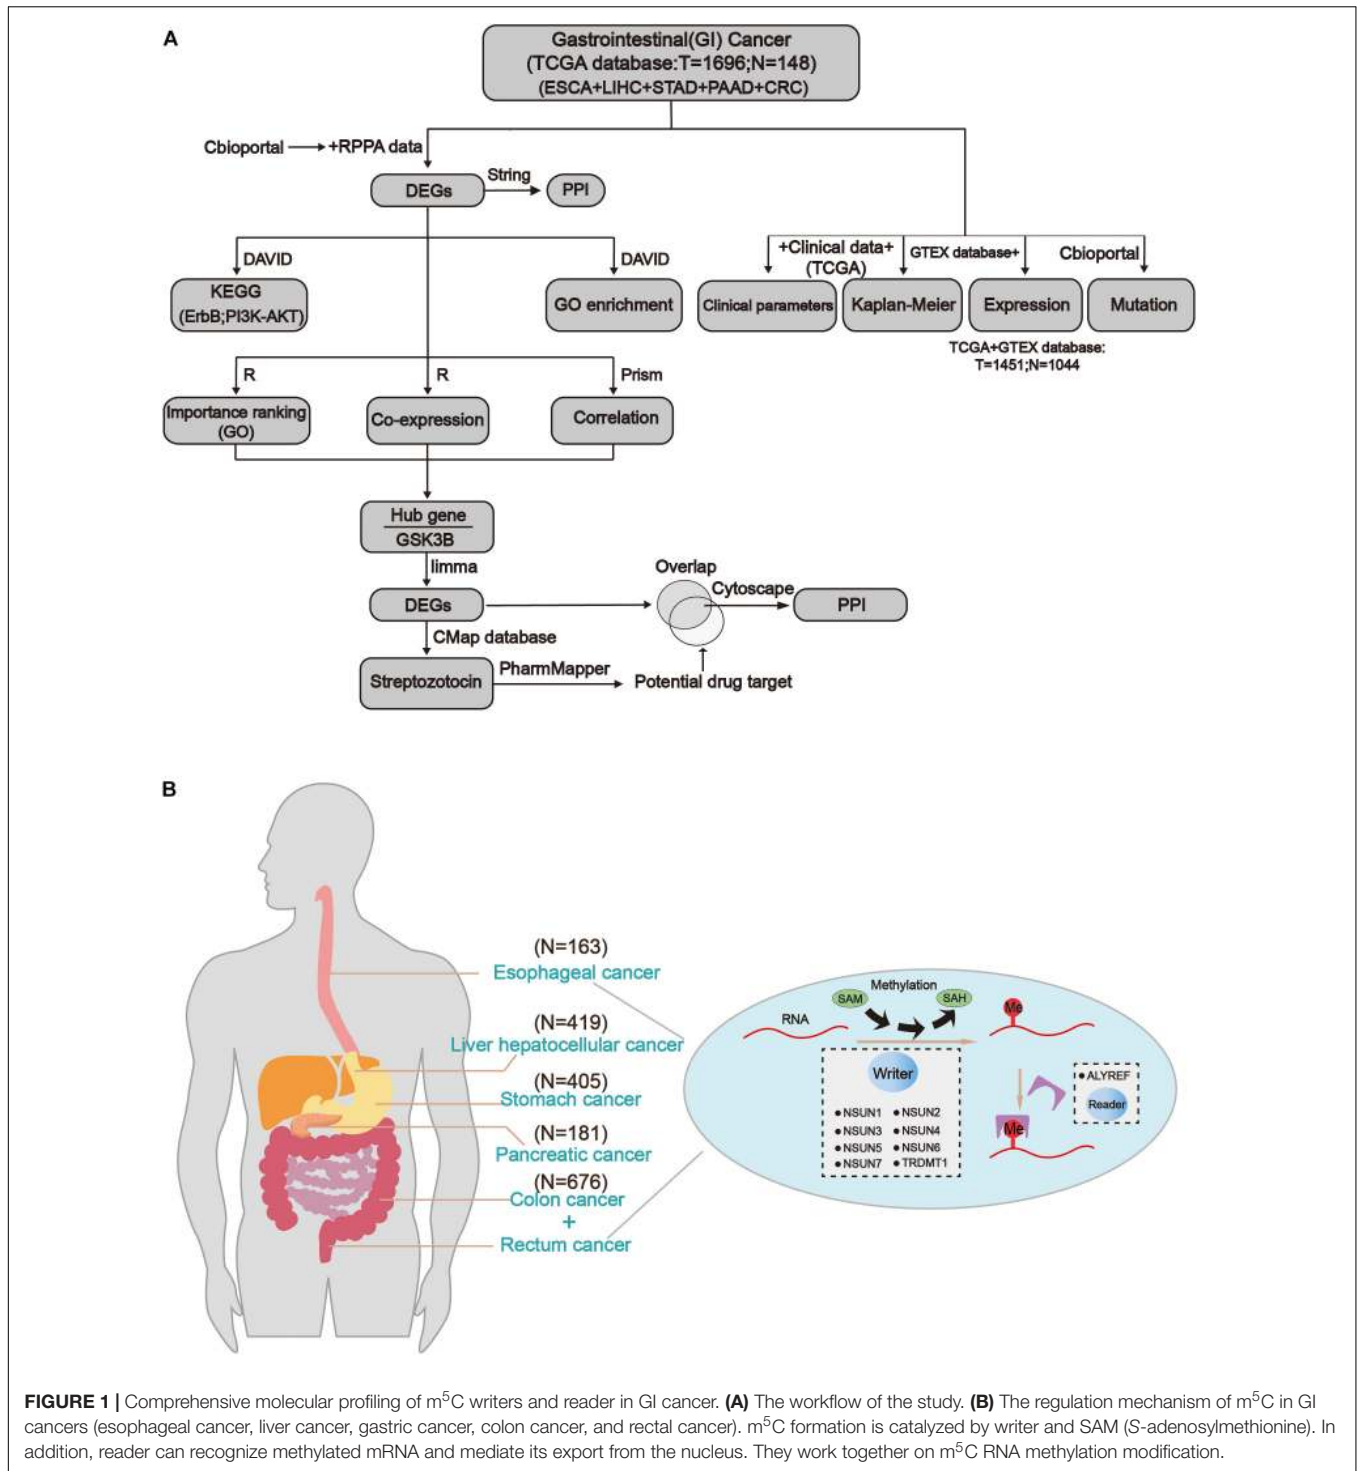 A
Gastrointestinal(GI) Cancer
(TCGA database:T=1696;N=148)
(ESCA+LIHC+STAD+PAAD+CRC)
Cbioportal
+RPPA data
DEGs
String
PPI
DAVID
DAVID
KEGG
(ErbB;PI3K-AKT)
GO enrichment
+Clinical data+
(TCGA)
GTEX database+
Cbioportal
Clinical parameters
Kaplan-Meier
Expression
Mutation
TCGA+GTEX database:
T=1451;N=1044
R
R
Prism
Importance ranking
(GO)
Co-expression
Correlation
Hub gene
GSK3B
limma
DEGs
Overlap
Cytoscape
PPI
CMap database
Streptozotocin
PharmMapper
Potential drug target
B
(N=163)
Esophageal cancer
(N=419)
Liver hepatocellular cancer
(N=405)
Stomach cancer
(N=181)
Pancreatic cancer
(N=676)
Colon cancer
+
Rectum cancer
Methylation
SAM
SAH
RNA
Me
Writer
• NSUN1 • NSUN2
• NSUN3 • NSUN4
• NSUN5 • NSUN6
• NSUN7 • TRDMT1
• ALYREF
Reader
Me
FIGURE 1 | Comprehensive molecular profiling of m⁵C writers and reader in GI cancer. (A) The workflow of the study. (B) The regulation mechanism of m⁵C in GI
cancers (esophageal cancer, liver cancer, gastric cancer, colon cancer, and rectal cancer). m⁵C formation is catalyzed by writer and SAM (S-adenosylmethionine). In
addition, reader can recognize methylated mRNA and mediate its export from the nucleus. They work together on m⁵C RNA methylation modification.